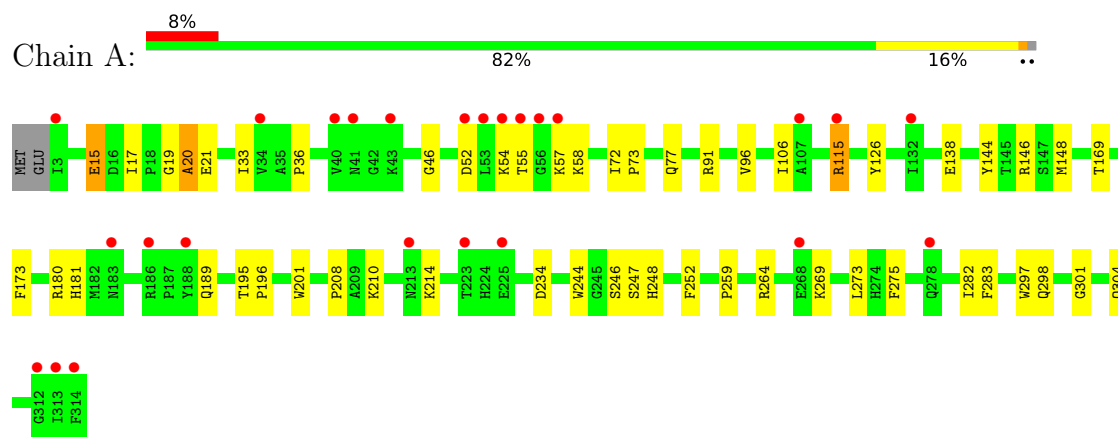 8%
Chain A:
82% 16% ••
MET GLU I3 E15 D16 I17 P18 G19 A20 E21 I33 V34 A35 P36 V40 N41 G42 K43 G46 D52 L53 K54 T55 G56 K57 K58 I72 P73 Q77 R91 V96 I106 A107 R115 Y126 I132 E138 Y144 T145 R146 S147 M148 T169
F173 R180 H181 M182 N183 R186 P187 Y188 Q189 T195 P196 W201 P208 A209 K210 N213 K214 T223 H224 E225 D234 W244 G245 S246 S247 H248 F252 P259 R264 E268 K269 L273 H274 F275 Q278 I282 F283 W297 Q298 G301
G312 I313 F314